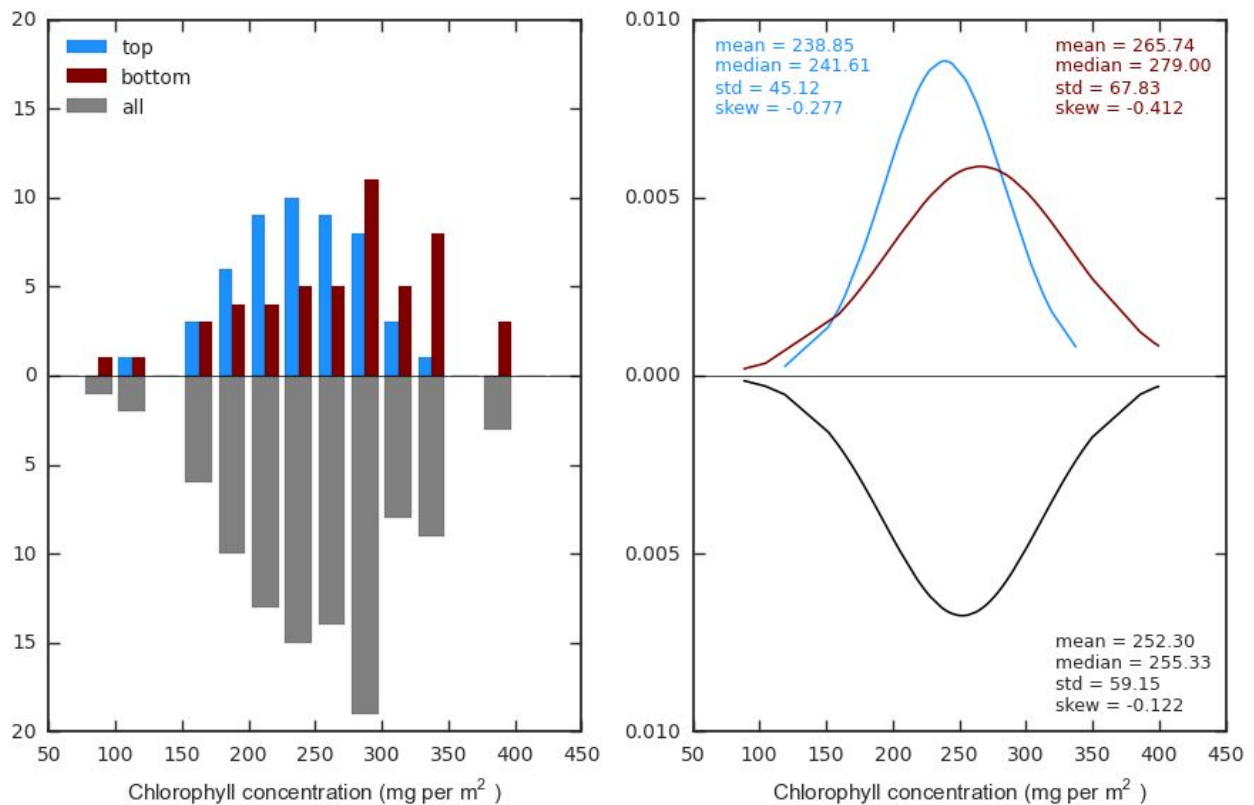 20
15
10
5
0
5
10
15
20
50
100
150
200
250
300
350
400
450
top
bottom
all
Chlorophyll concentration (mg per m² )
0.010
0.005
0.000
0.005
0.010
50
100
150
200
250
300
350
400
450
mean = 238.85
median = 241.61
std = 45.12
skew = -0.277
mean = 265.74
median = 279.00
std = 67.83
skew = -0.412
mean = 252.30
median = 255.33
std = 59.15
skew = -0.122
Chlorophyll concentration (mg per m² )